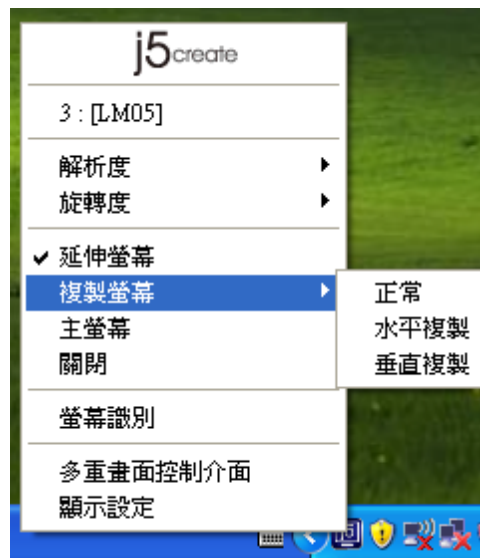 j5create
3 : [LM05]
解析度
旋轉度
延伸螢幕
複製螢幕
正常
水平複製
垂直複製
主螢幕
關閉
螢幕識別
多重畫面控制介面
顯示設定